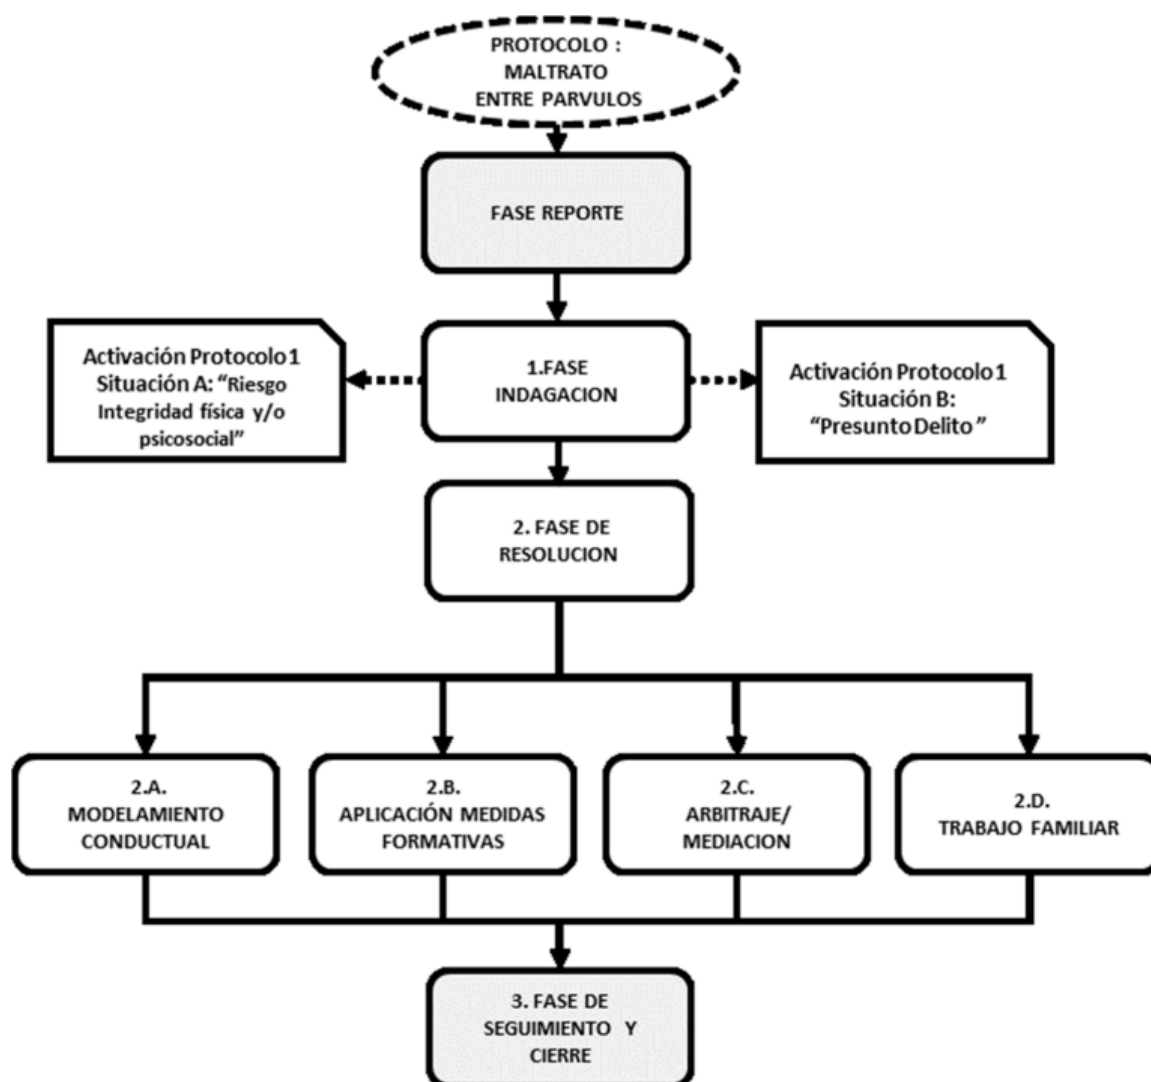 PROTOCOLO :
MALTRATO
ENTRE PARVULOS
FASE REPORTE
Activación Protocolo 1
Situación A: “Riesgo
Integridad física y/o
psicosocial”
1.FASE
INDAGACION
Activación Protocolo 1
Situación B:
“Presunto Delito ”
2. FASE DE
RESOLUCION
2.A.
MODELAMIENTO
CONDUCTUAL
2.B.
APLICACIÓN MEDIDAS
FORMATIVAS
2.C.
ARBITRAJE/
MEDIACION
2.D.
TRABAJO FAMILIAR
3. FASE DE
SEGUIMIENTO Y
CIERRE